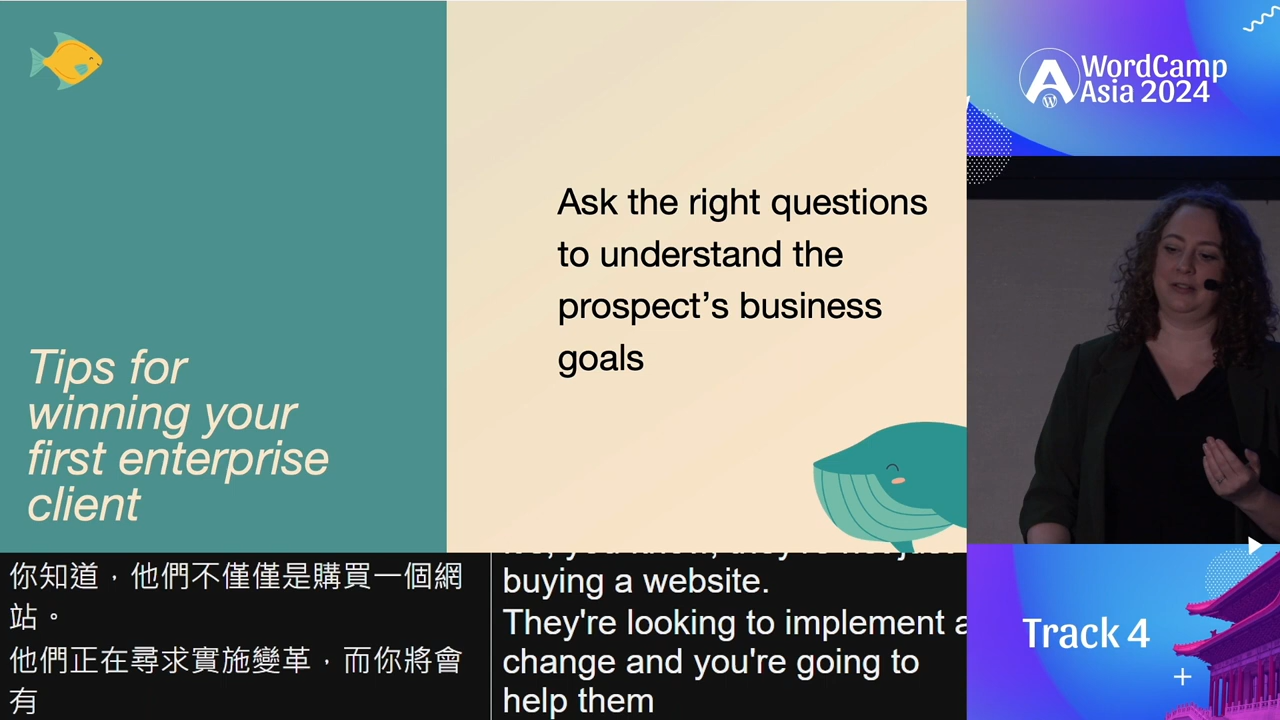 Tips for
winning your
first enterprise
client
Ask the right questions
to understand the
prospect’s business
goals
你知道，他們不僅僅是購買一個網
站。
他們正在尋求實施變革，而你將會
有
buying a website.
They're looking to implement a
change and you're going to
help them
WordCamp
Asia 2024
Track 4